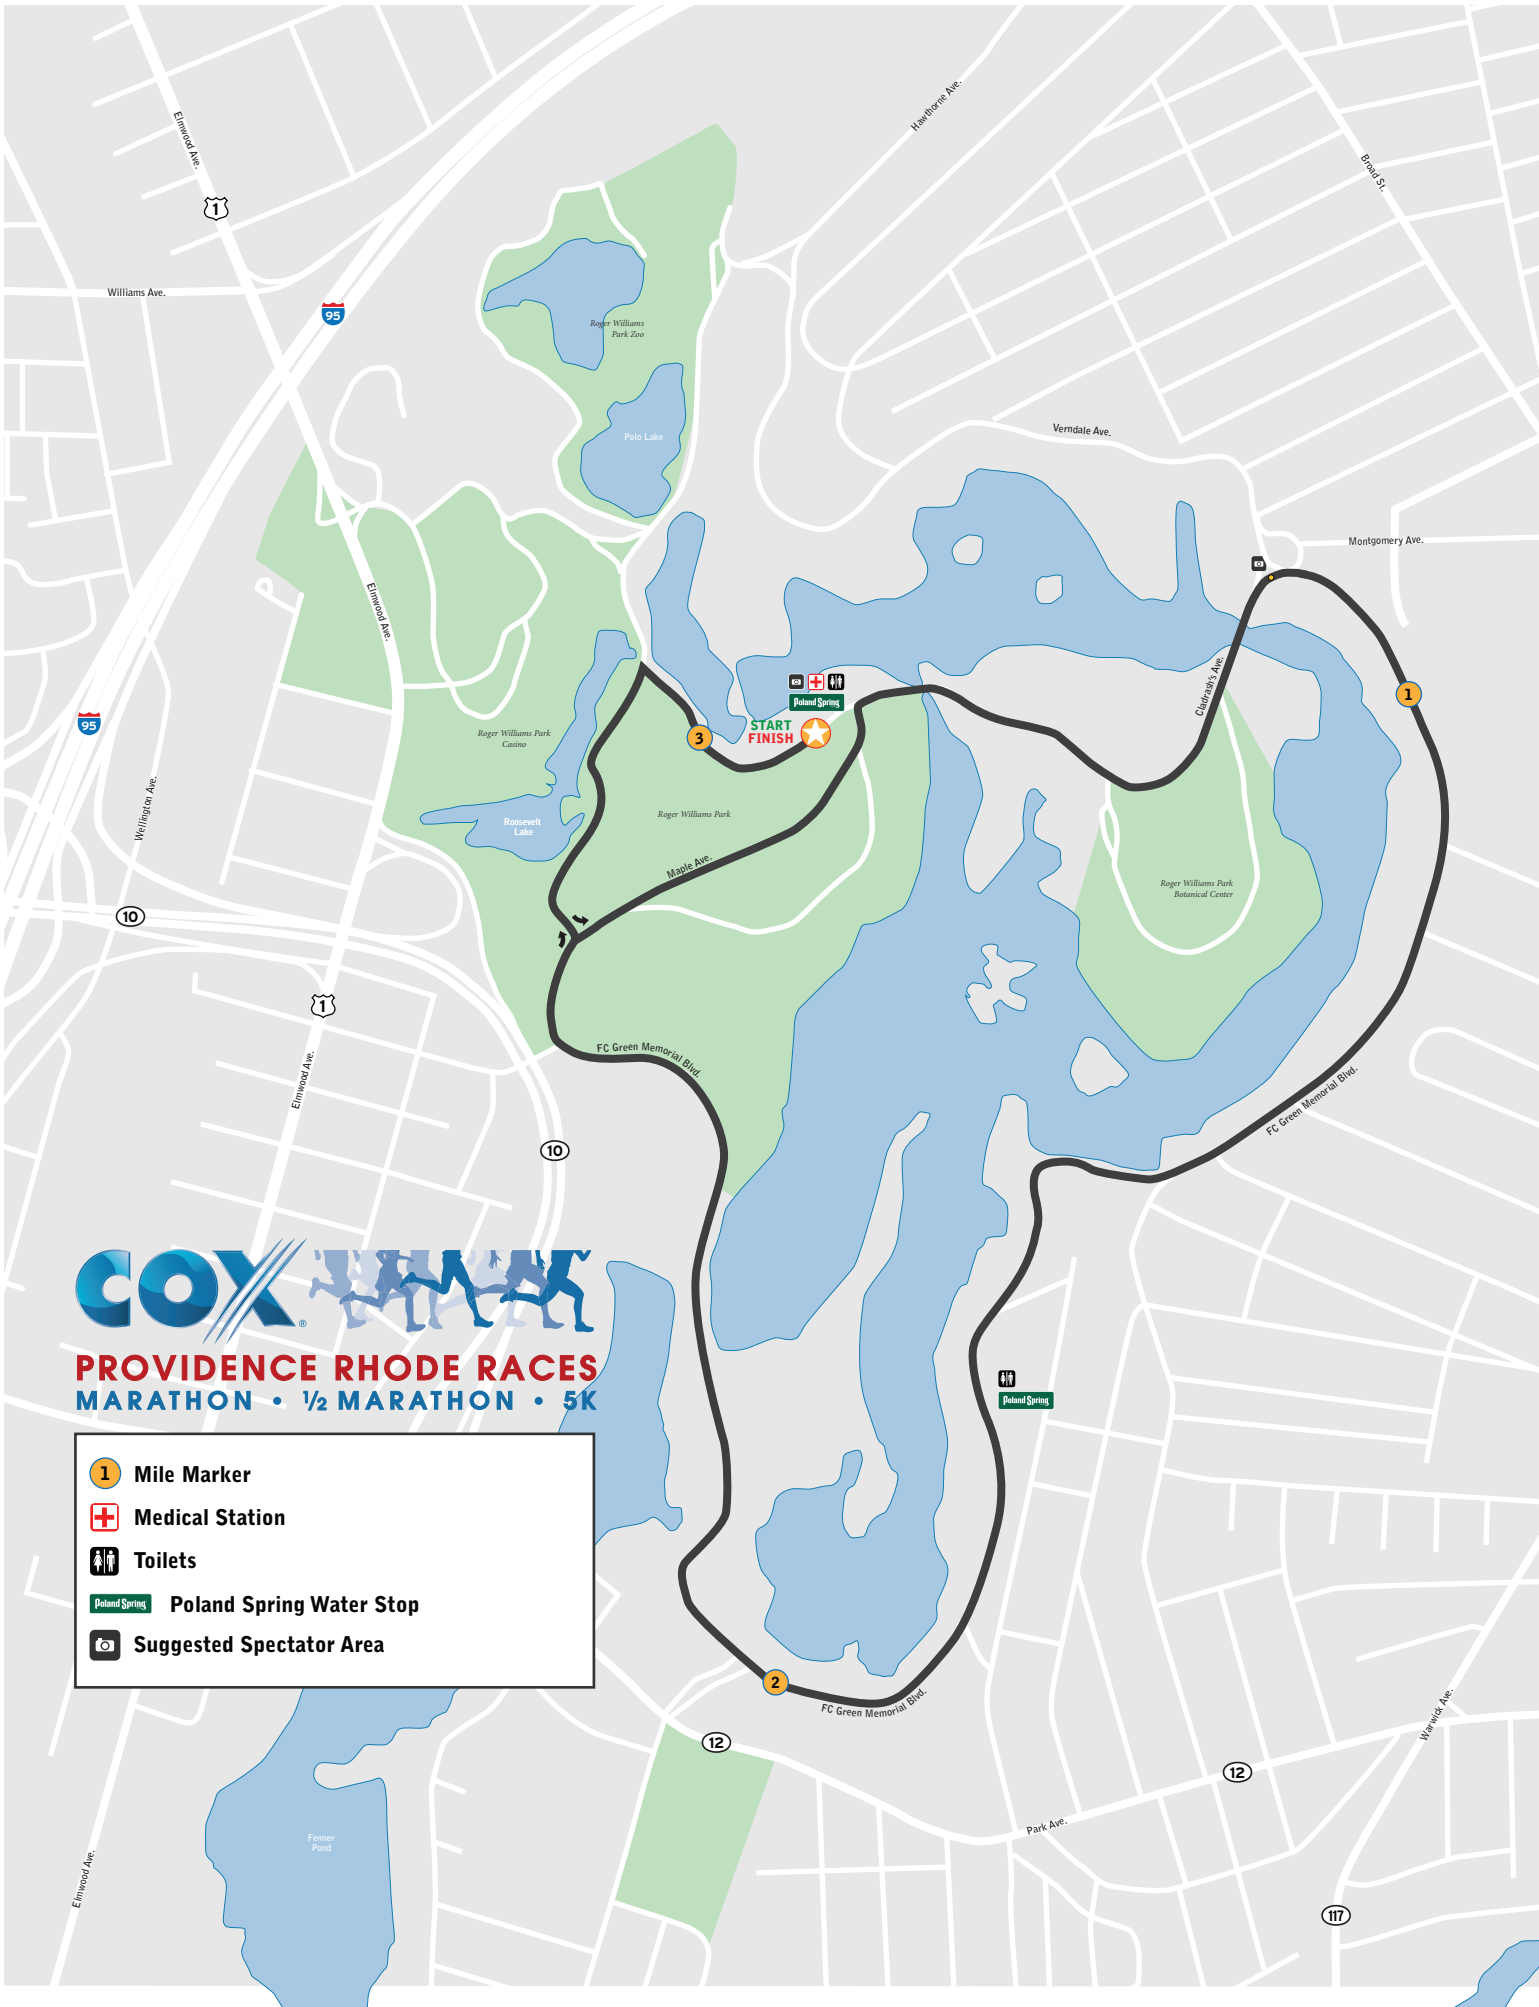 Hawthorne Ave.
Elmwood Ave.
Broad St.
1
Williams Ave.
95
Roger Williams
Park Zoo
Polo Lake
Verndale Ave.
Montgomery Ave.
Elmwood Ave.
Cladrash's Ave.
1
Poland Spring
START
FINISH
3
95
Roger Williams Park
Casino
Wellington Ave.
Roosevelt
Lake
Roger Williams Park
Maple Ave.
Roger Williams Park
Botanical Center
10
1
FC Green Memorial Blvd.
Elmwood Ave.
FC Green Memorial Blvd.
10
COX®
PROVIDENCE RHODE RACES
MARATHON • ½ MARATHON • 5K
Poland Spring
1 Mile Marker
Medical Station
Toilets
Poland Spring Poland Spring Water Stop
Suggested Spectator Area
2
FC Green Memorial Blvd.
Warwick Ave.
12
12
Park Ave.
Fenner
Pond
Elmwood Ave.
117